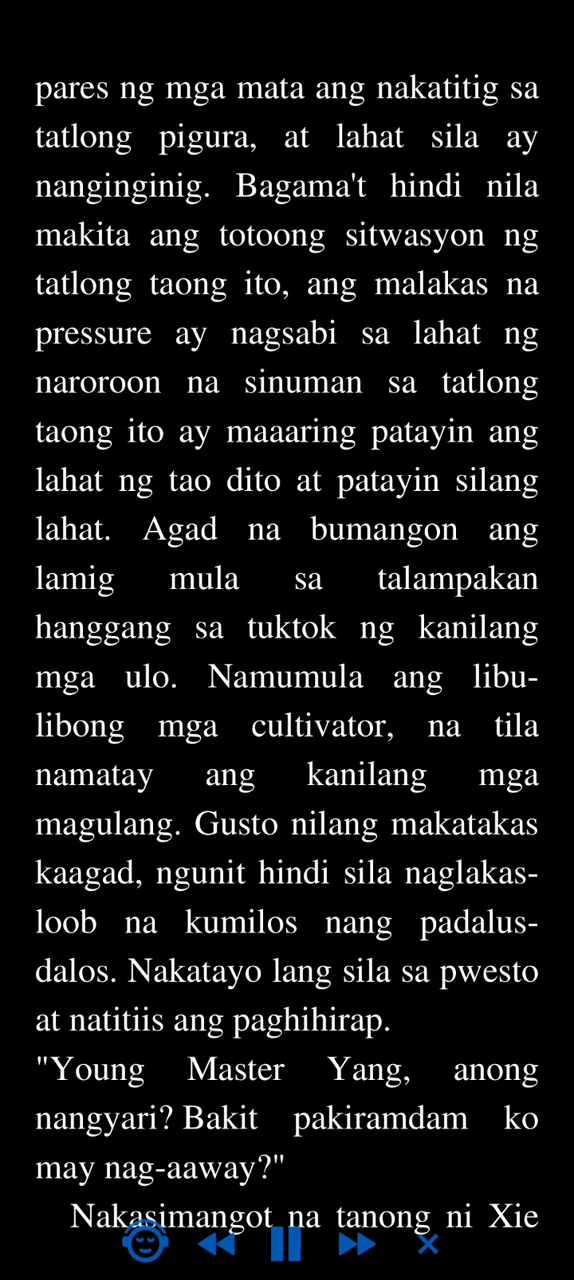 pares ng mga mata ang nakatitig sa
tatlong pigura, at lahat sila ay
nanginginig. Bagama't hindi nila
makita ang totoong sitwasyon ng
tatlong taong ito, ang malakas na
pressure ay nagsabi sa lahat ng
naroroon na sinuman sa tatlong
taong ito ay maaaring patayin ang
lahat ng tao dito at patayin silang
lahat. Agad na bumangon ang
lamig mula sa talampakan
hanggang sa tuktok ng kanilang
mga ulo. Namumula ang libu-
libong mga cultivator, na tila
namatay ang kanilang mga
magulang. Gusto nilang makatakas
kaagad, ngunit hindi sila naglakas-
loob na kumilos nang padalus-
dalos. Nakatayo lang sila sa pwesto
at natitiis ang paghihirap.
"Young Master Yang, anong
nangyari? Bakit pakiramdam ko
may nag-aaway?"
Nakasimangot na tanong ni Xie